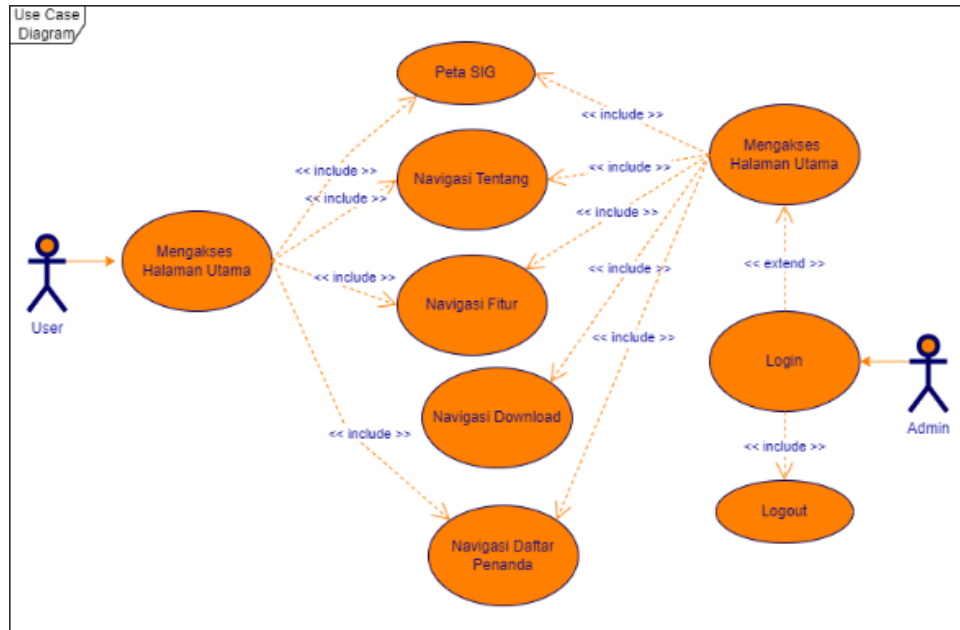 Use Case
Diagram
Peta SIG
<< include >>
Mengakses
Halaman Utama
<< include >>
Navigasi Tentang
<< include >>
<< include >>
<< include >>
Mengakses
Halaman Utama
<< include >>
<< extend >>
<< include >>
Navigasi Fitur
User
<< include >>
Login
Navigasi Download
Admin
<< include >>
<< include >>
Logout
Navigasi Daftar
Penanda